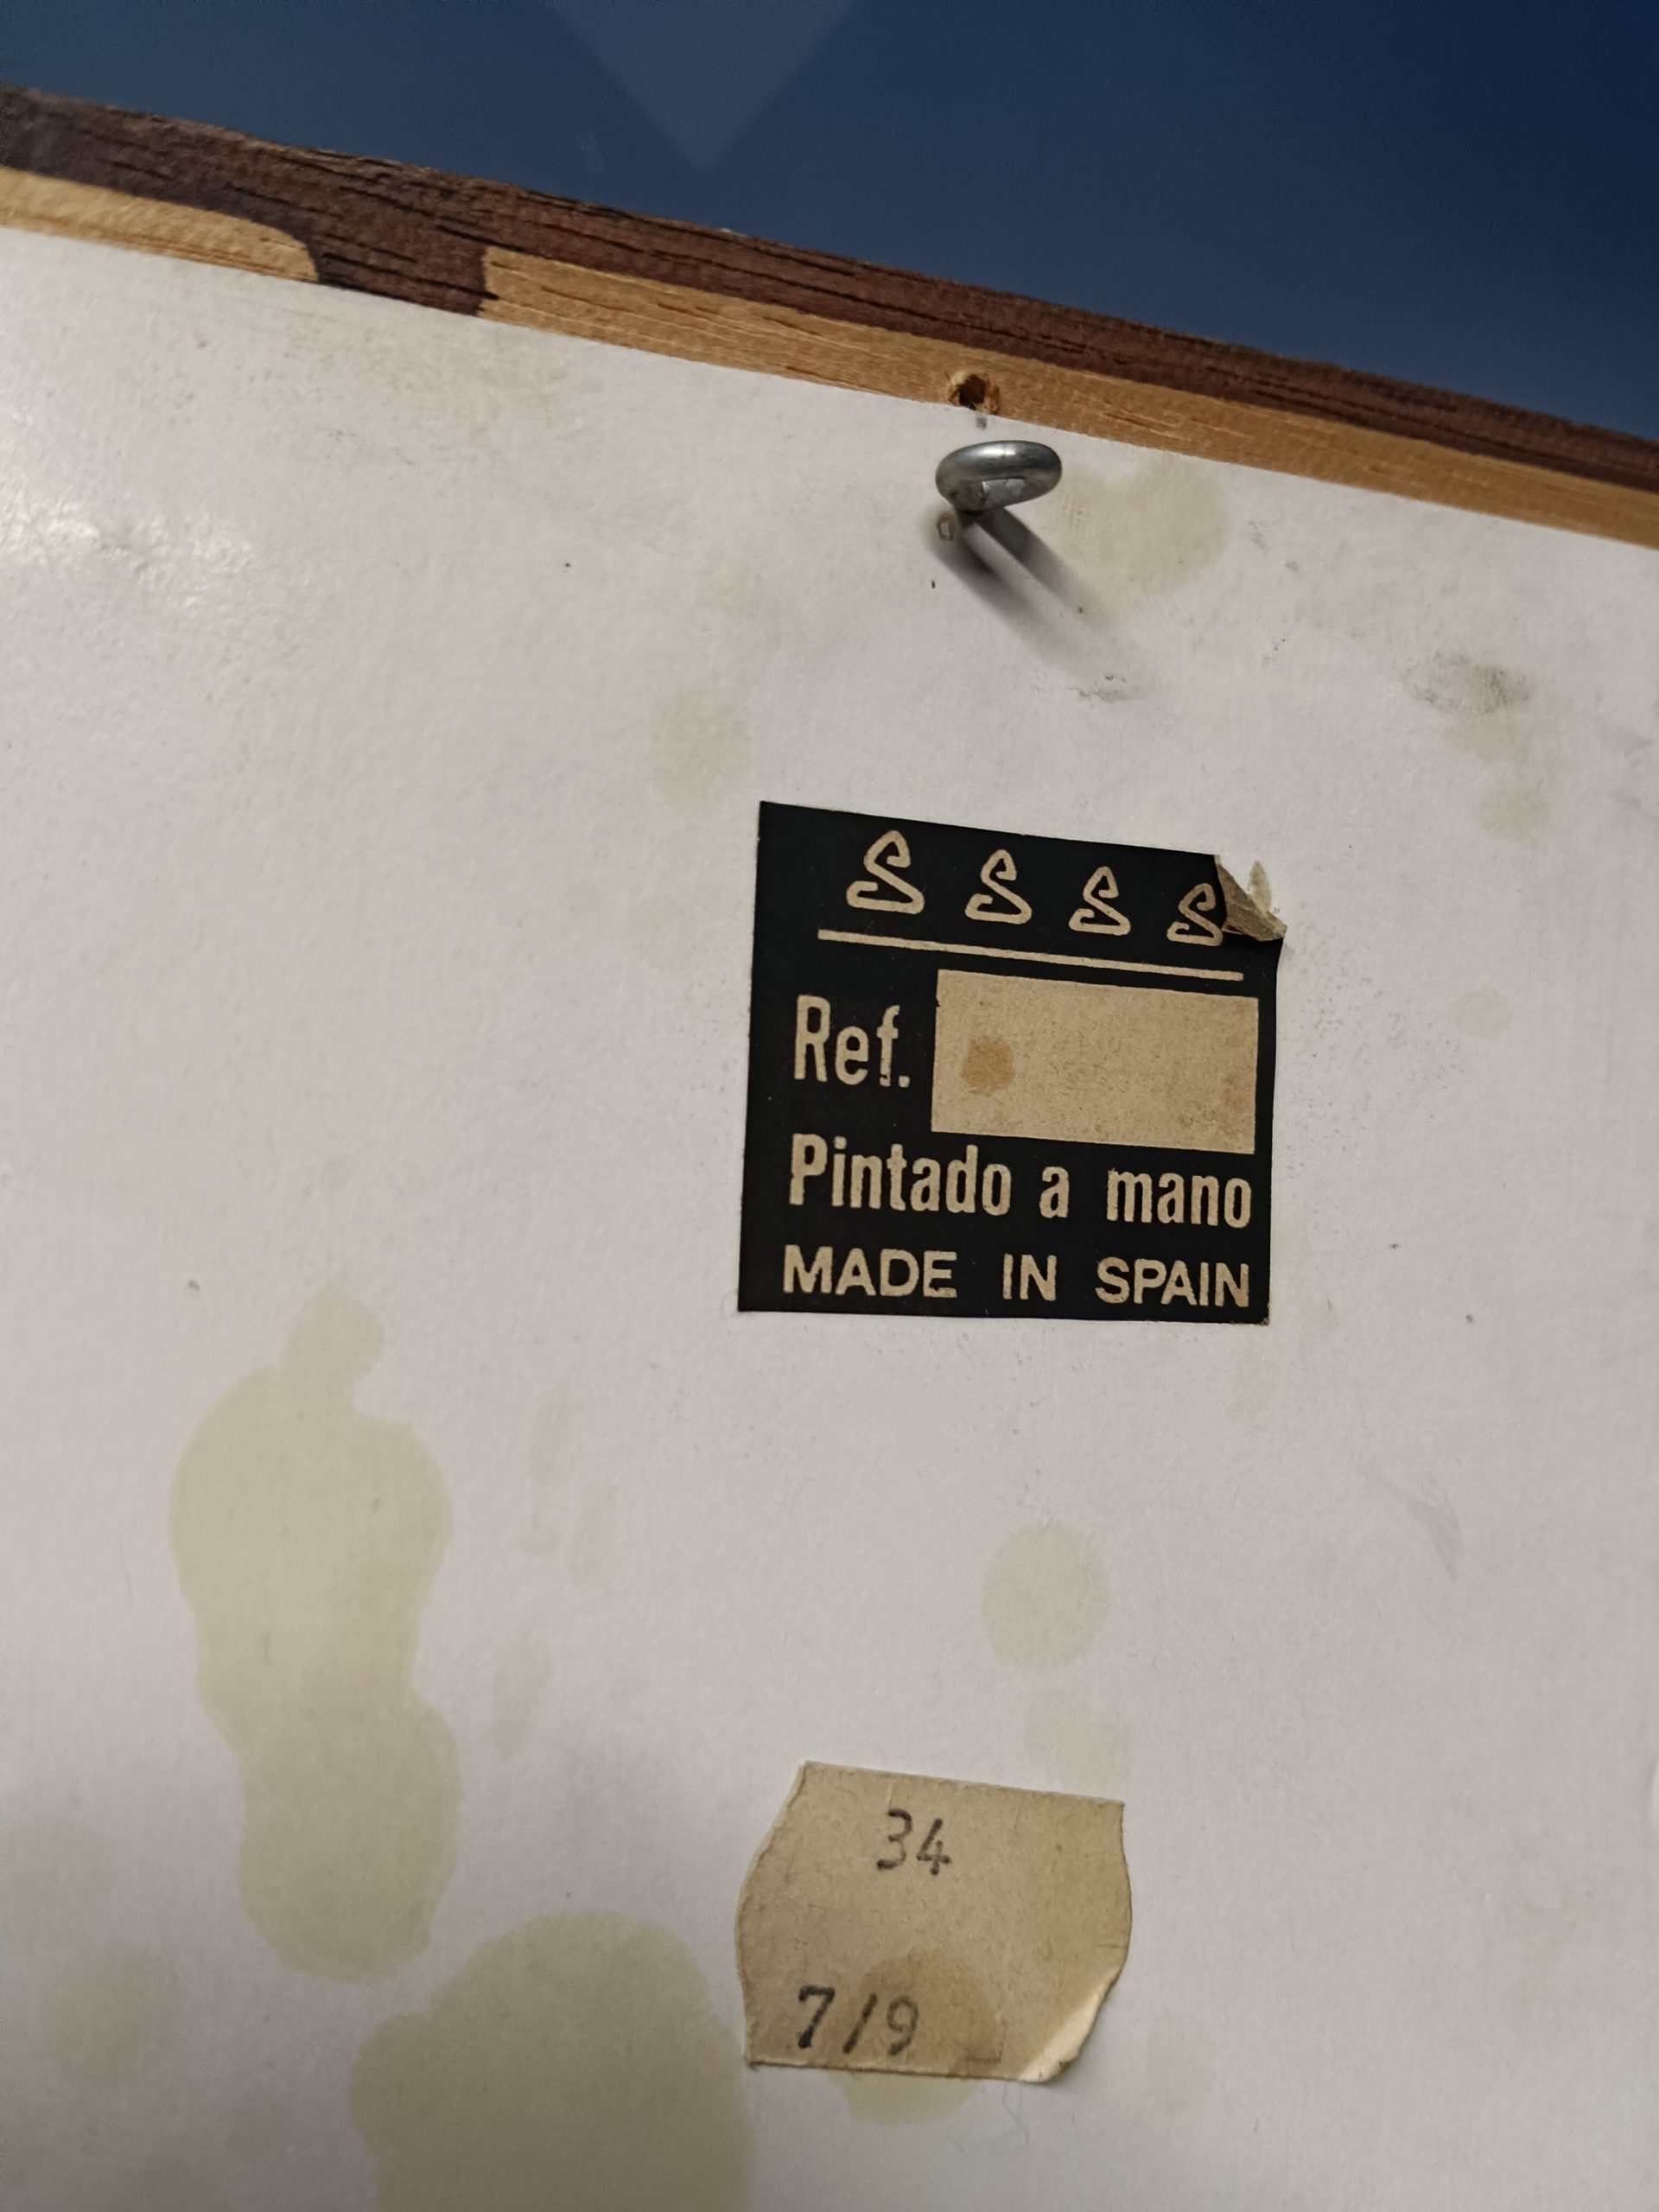 S S S S
Ref.
Pintado a mano
MADE IN SPAIN
34
7/9